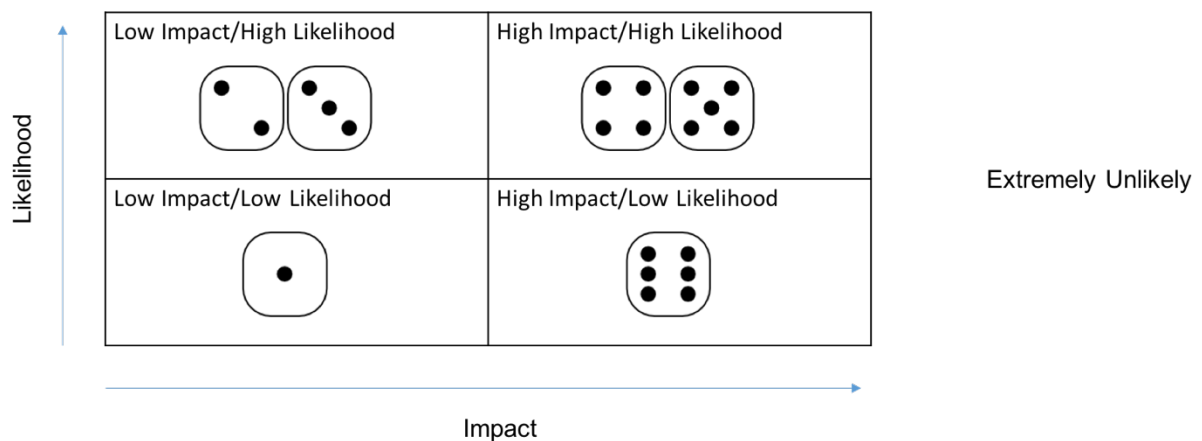 Low Impact/High Likelihood
High Impact/High Likelihood
Likelihood
Extremely Unlikely
Low Impact/Low Likelihood
High Impact/Low Likelihood
Impact